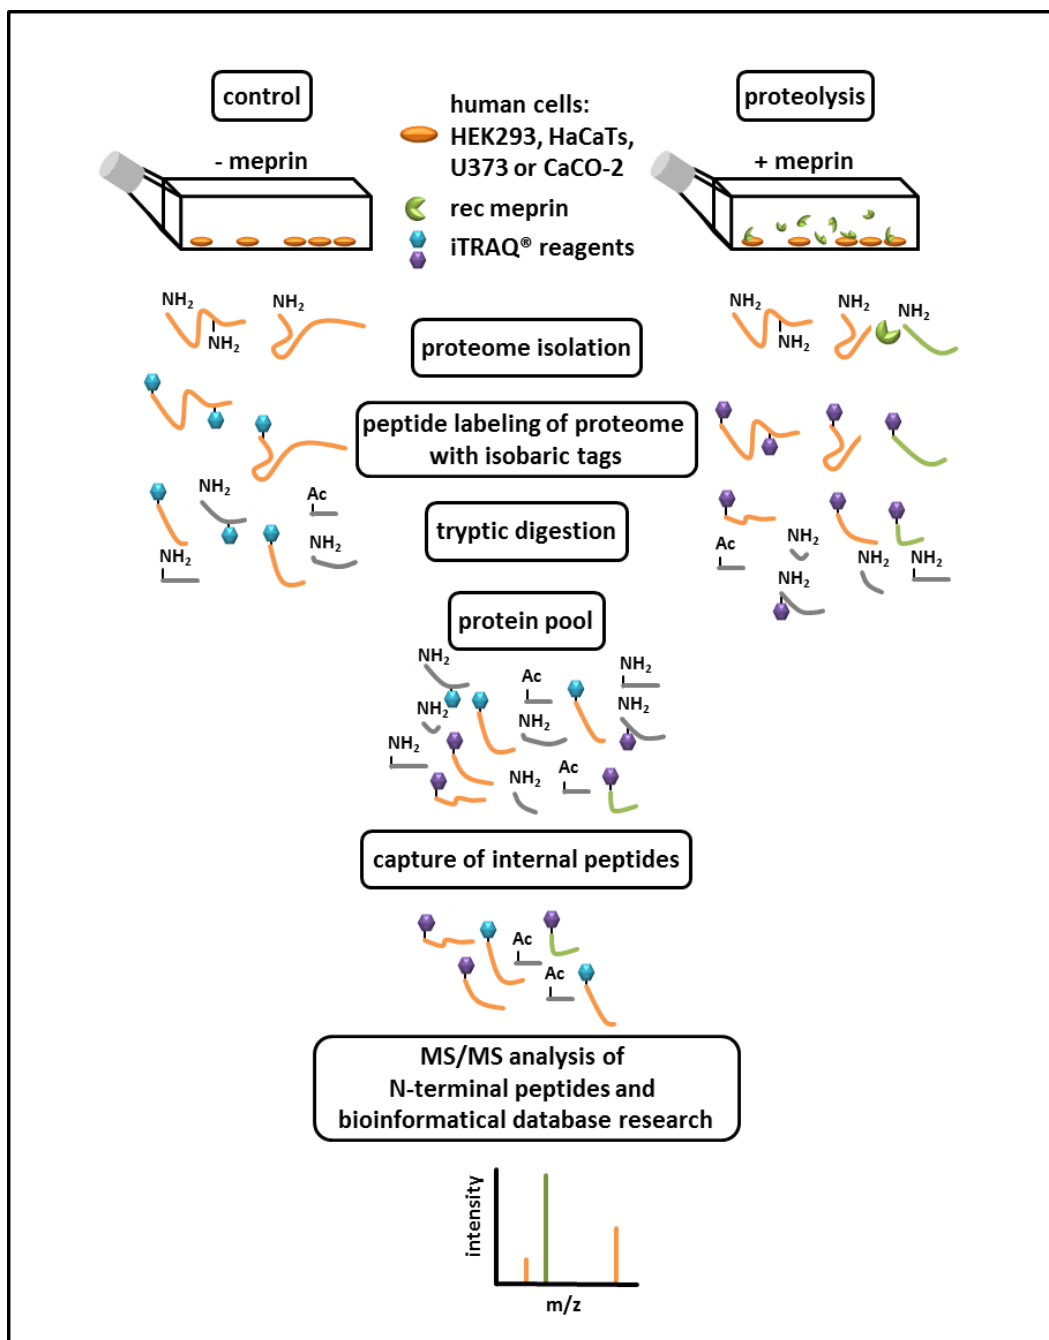 control
- meprin
human cells:
HEK293, HaCaTs,
U373 or CaCO-2
rec meprin
iTRAQ® reagents
proteolysis
+ meprin
NH2
NH2
NH2
proteome isolation
NH2
NH2
NH2
NH2
peptide labeling of proteome
with isobaric tags
NH2
Ac
NH2
NH2
tryptic digestion
Ac
NH2
NH2
NH2
NH2
protein pool
NH2
Ac
NH2
NH2
NH2
NH2
NH2
NH2
Ac
capture of internal peptides
Ac
Ac
MS/MS analysis of
N-terminal peptides and
bioinformatical database research
intensity
m/z